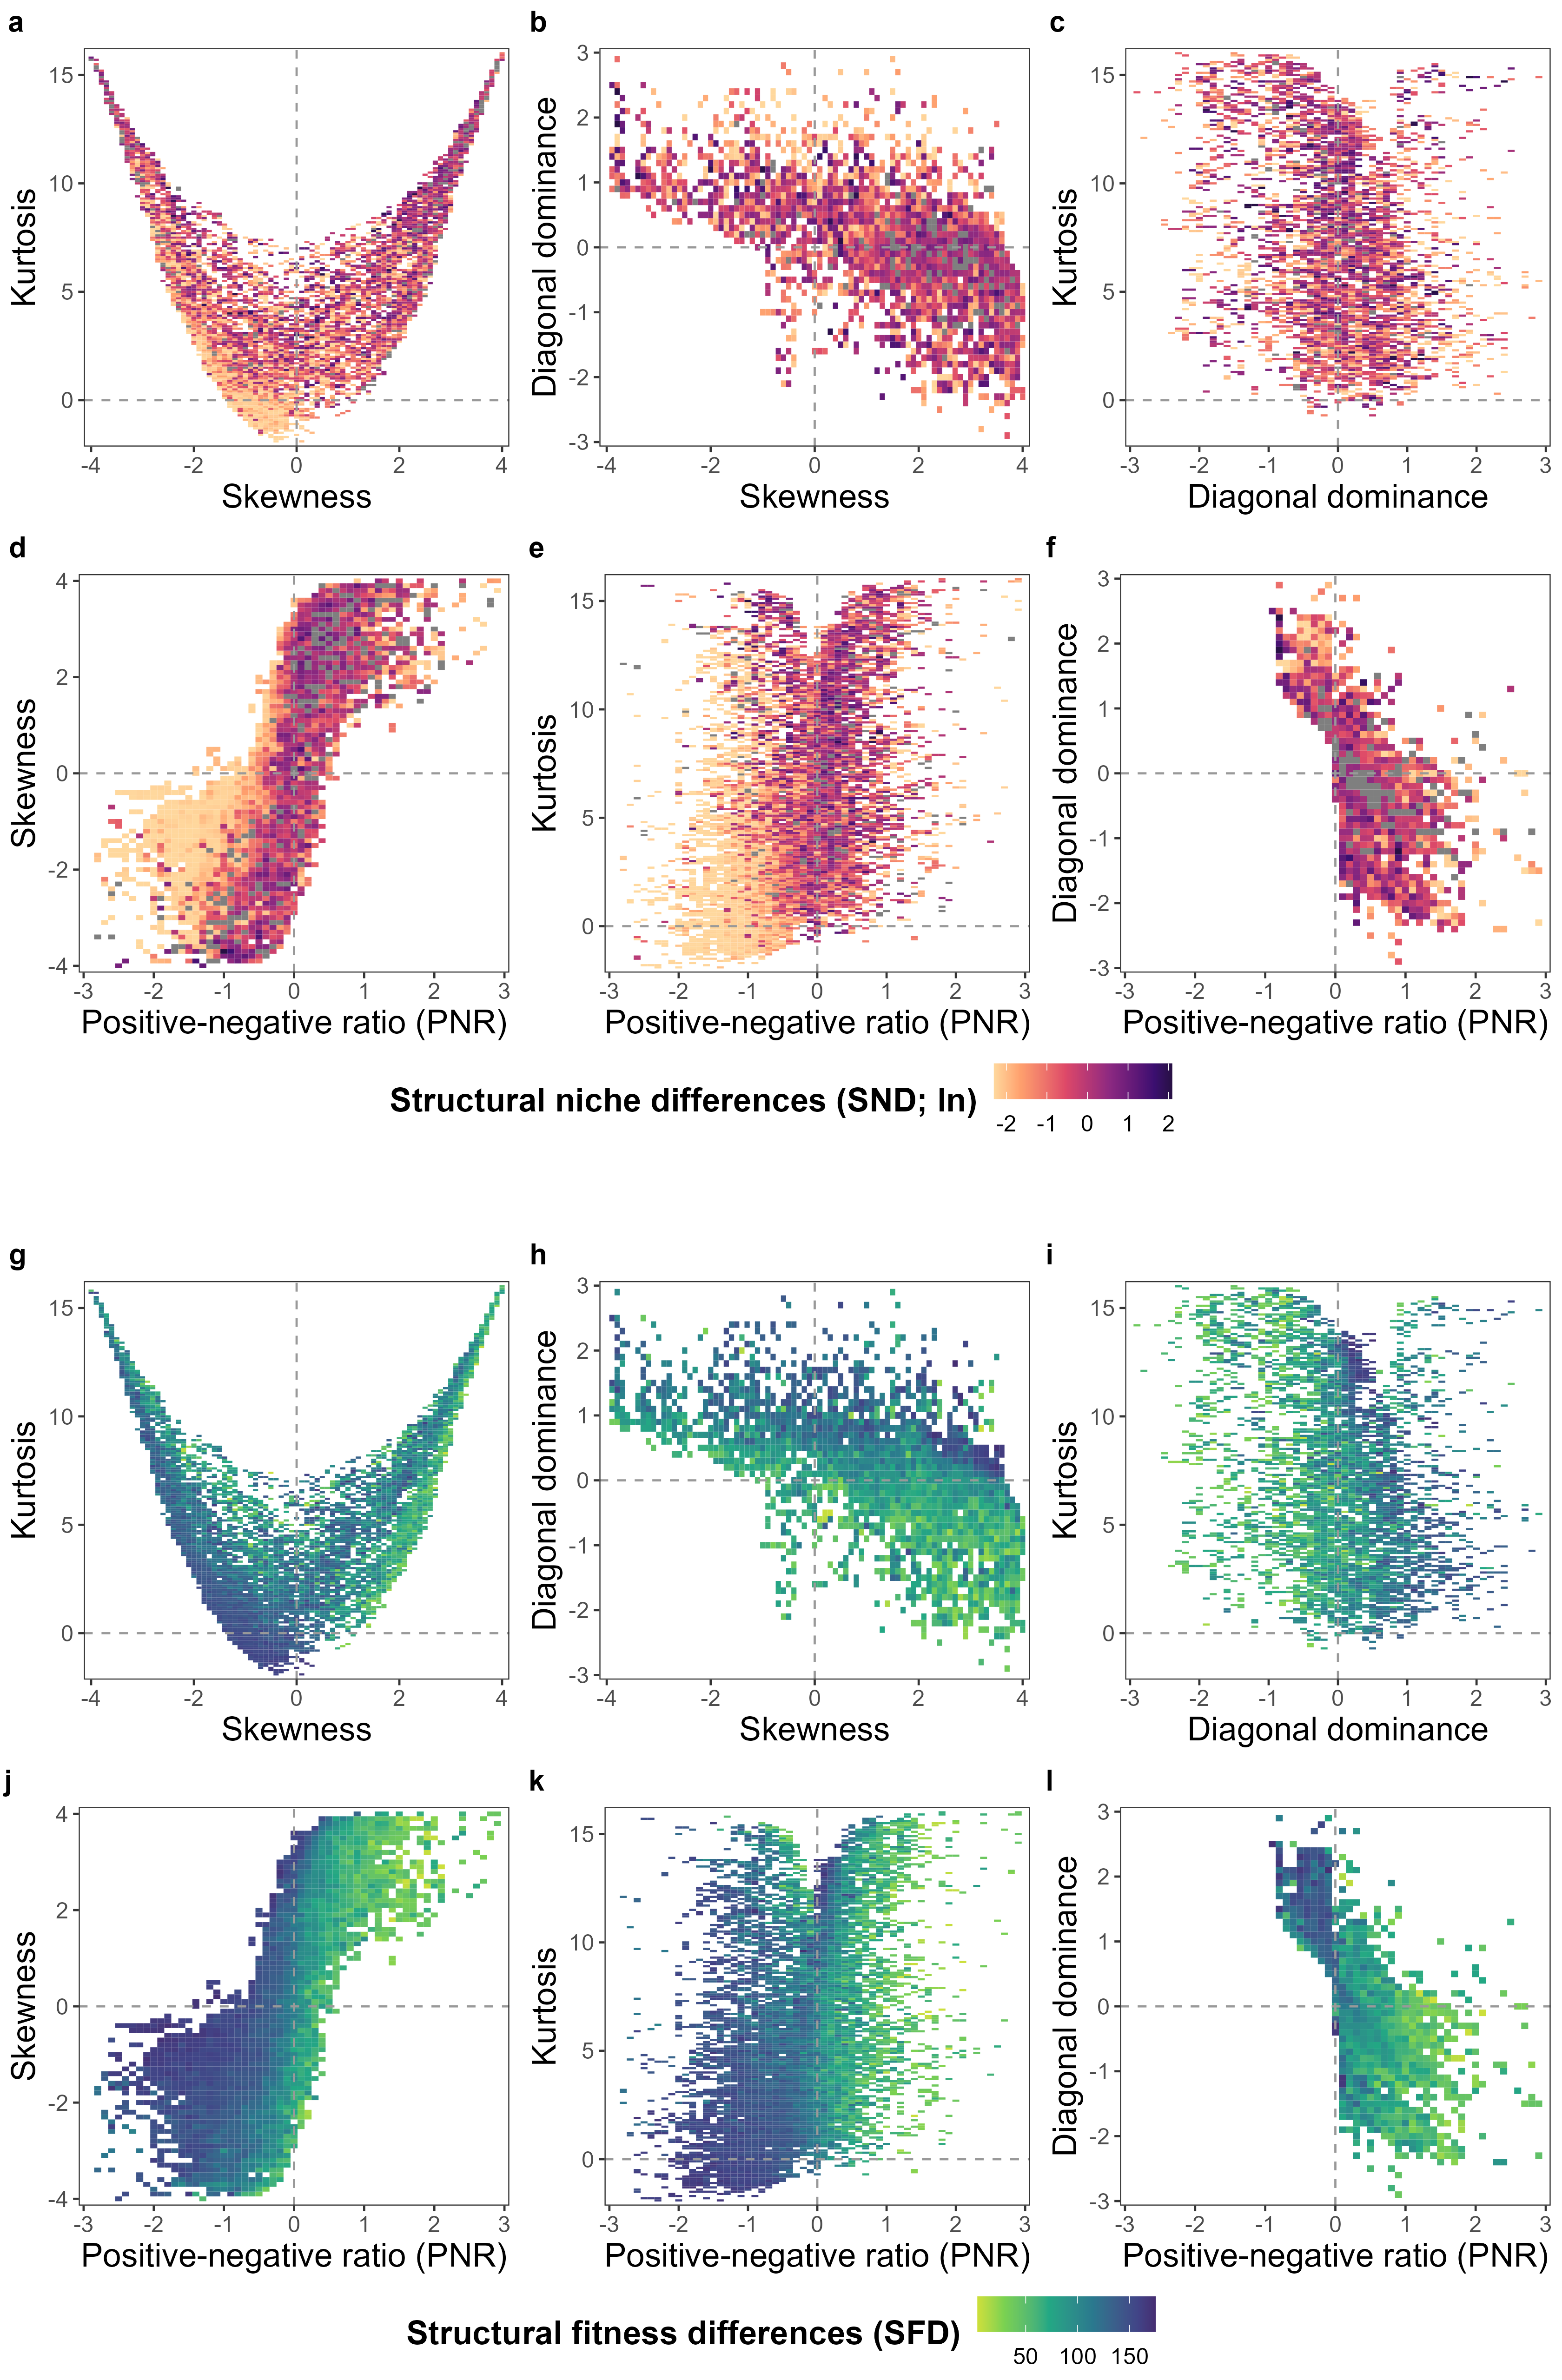 a
b
c
Kurtosis
15
10
5
0
-4 -2 0 2 4
Skewness
Diagonal dominance
3
2
1
0
-1
-2
-3
-4 -2 0 2 4
Skewness
Kurtosis
15
10
5
0
-3 -2 -1 0 1 2 3
Diagonal dominance
d
e
f
Skewness
4
2
0
-2
-4
-3 -2 -1 0 1 2 3
Positive-negative ratio (PNR)
Kurtosis
15
10
5
0
-3 -2 -1 0 1 2 3
Positive-negative ratio (PNR)
Diagonal dominance
3
2
1
0
-1
-2
-3
-3 -2 -1 0 1 2 3
Positive-negative ratio (PNR)
Structural niche differences (SND; ln)
-2 -1 0 1 2
g
h
i
Kurtosis
15
10
5
0
-4 -2 0 2 4
Skewness
Diagonal dominance
3
2
1
0
-1
-2
-3
-4 -2 0 2 4
Skewness
Kurtosis
15
10
5
0
-3 -2 -1 0 1 2 3
Diagonal dominance
j
k
l
Skewness
4
2
0
-2
-4
-3 -2 -1 0 1 2 3
Positive-negative ratio (PNR)
Kurtosis
15
10
5
0
-3 -2 -1 0 1 2 3
Positive-negative ratio (PNR)
Diagonal dominance
3
2
1
0
-1
-2
-3
-3 -2 -1 0 1 2 3
Positive-negative ratio (PNR)
Structural fitness differences (SFD)
50 100 150